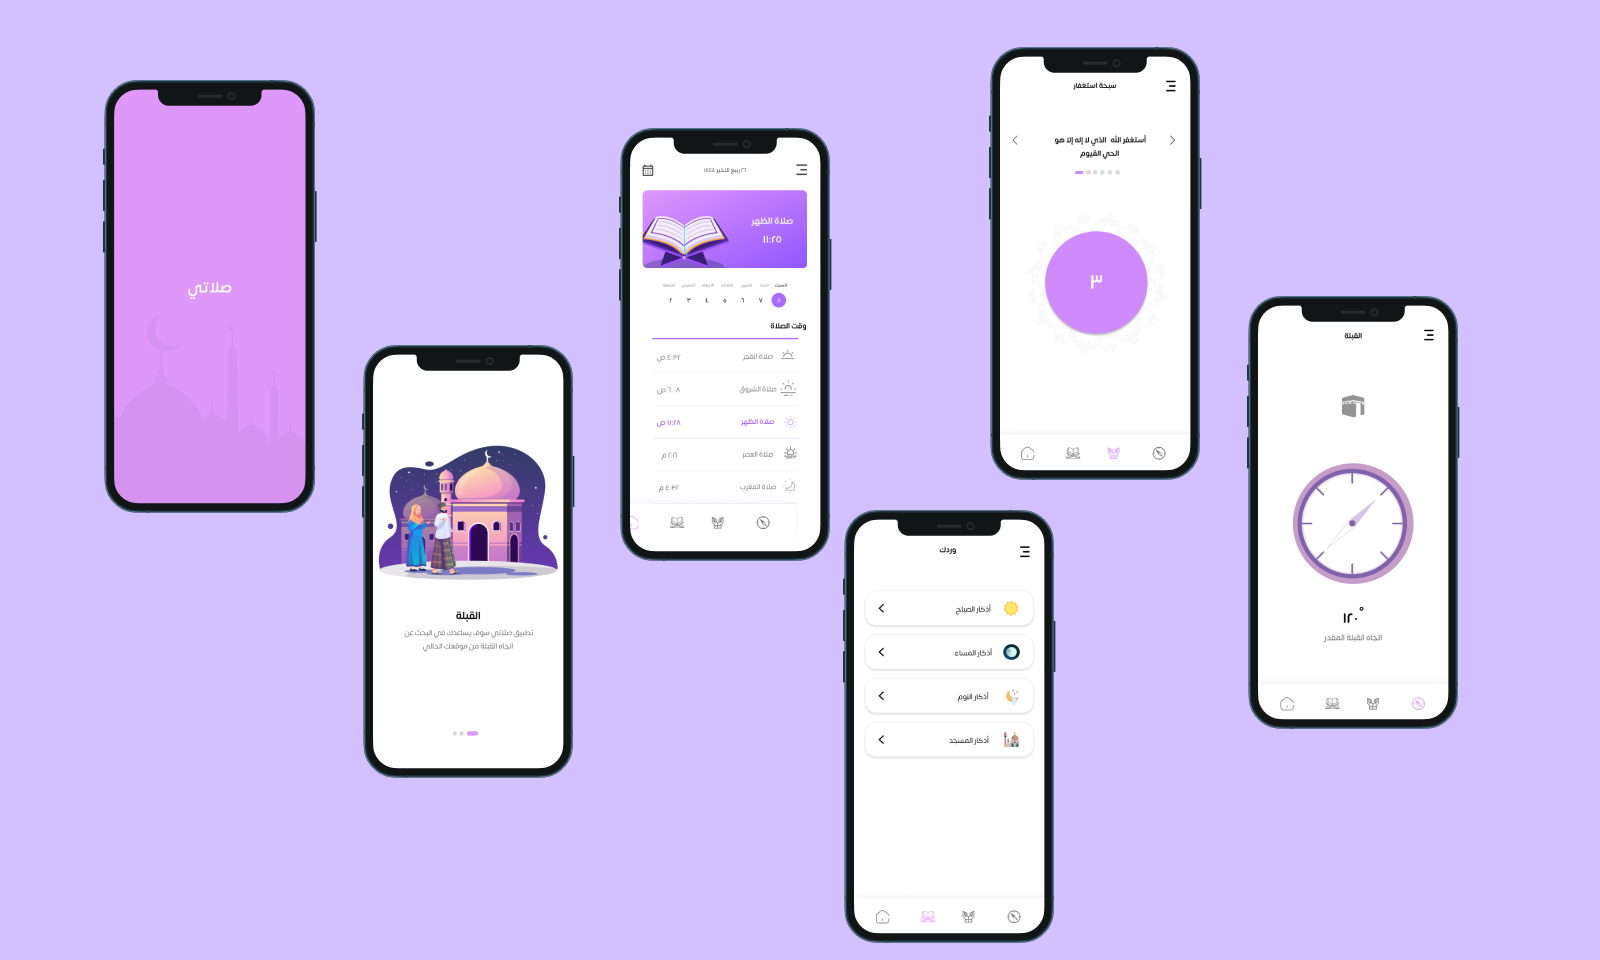 صلاتي
القبلة
تطبيق صلاتي سوف يساعدك في البحث عن
اتجاه القبلة من موقعك الحالي
٢٦ ربيع الاخير ١٤٤٤
صلاة الظهر
١١:٢٥
السبت الاحد الاثنين الثلاثاء الاربعاء الخميس الجمعة
٨ ٧ ٦ ٥ ٤ ٣ ٢
وقت الصلاة
صلاة الفجر ٤:٣٢ ص
صلاة الشروق ٦:٠٨ ص
صلاة الظهر ١١:٢٨ ص
صلاة العصر ٢:٢١ م
صلاة المغرب ٤:٤٢ م
وردك
أذكار الصباح
أذكار المساء
أذكار النوم
أذكار المسجد
سبحة استغفار
أستغفر الله الذي لا إله إلا هو
الحي القيوم
٣
القبلة
١٢٠°
اتجاه القبلة المقدر